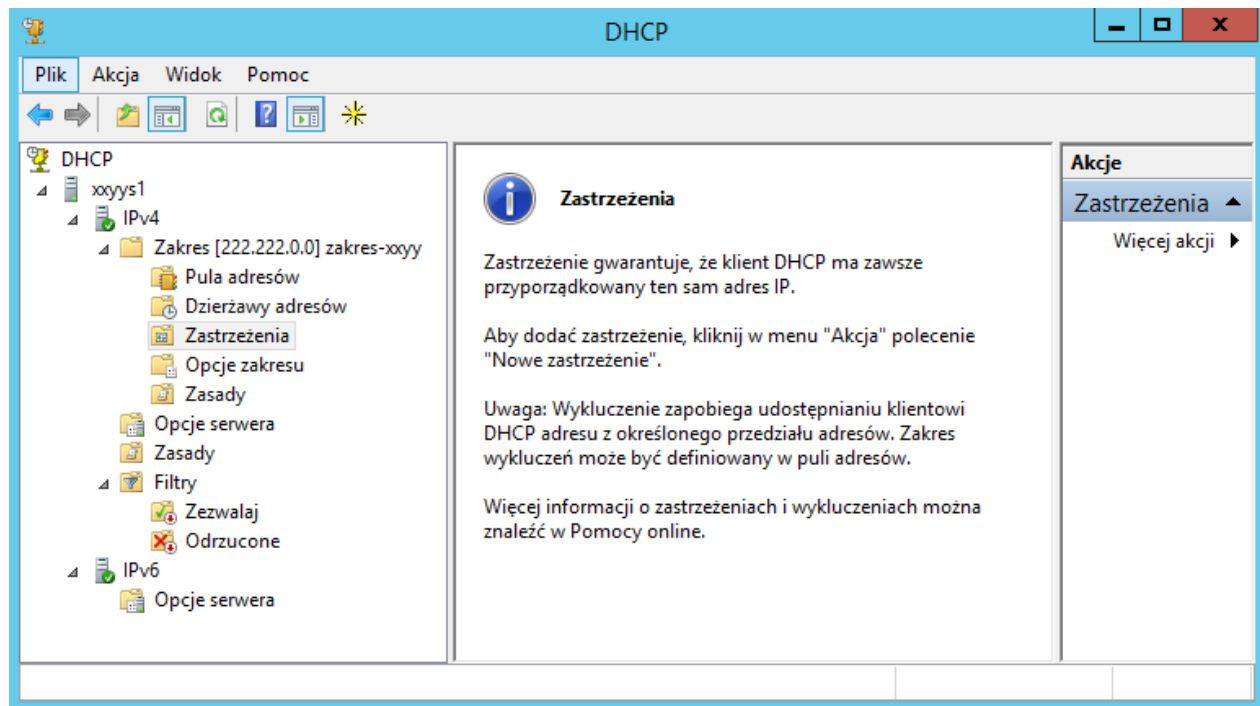 DHCP
Plik Akcja Widok Pomoc
DHCP
xxyys1
IPv4
Zakres [222.222.0.0] zakres-xxyy
Pula adresów
Dzierżawy adresów
Zastrzeżenia
Opcje zakresu
Zasady
Opcje serwera
Zasady
Filtry
Zezwalaj
Odrzucone
IPv6
Opcje serwera
Zastrzeżenia
Zastrzeżenie gwarantuje, że klient DHCP ma zawsze
przyporządkowany ten sam adres IP.
Aby dodać zastrzeżenie, kliknij w menu "Akcja" polecenie
"Nowe zastrzeżenie".
Uwaga: Wykluczenie zapobiega udostępnianiu klientowi
DHCP adresu z określonego przedziału adresów. Zakres
wykluczeń może być definiowany w puli adresów.
Więcej informacji o zastrzeżeniach i wykluczeniach można
znaleźć w Pomocy online.
Akcje
Zastrzeżenia
Więcej akcji